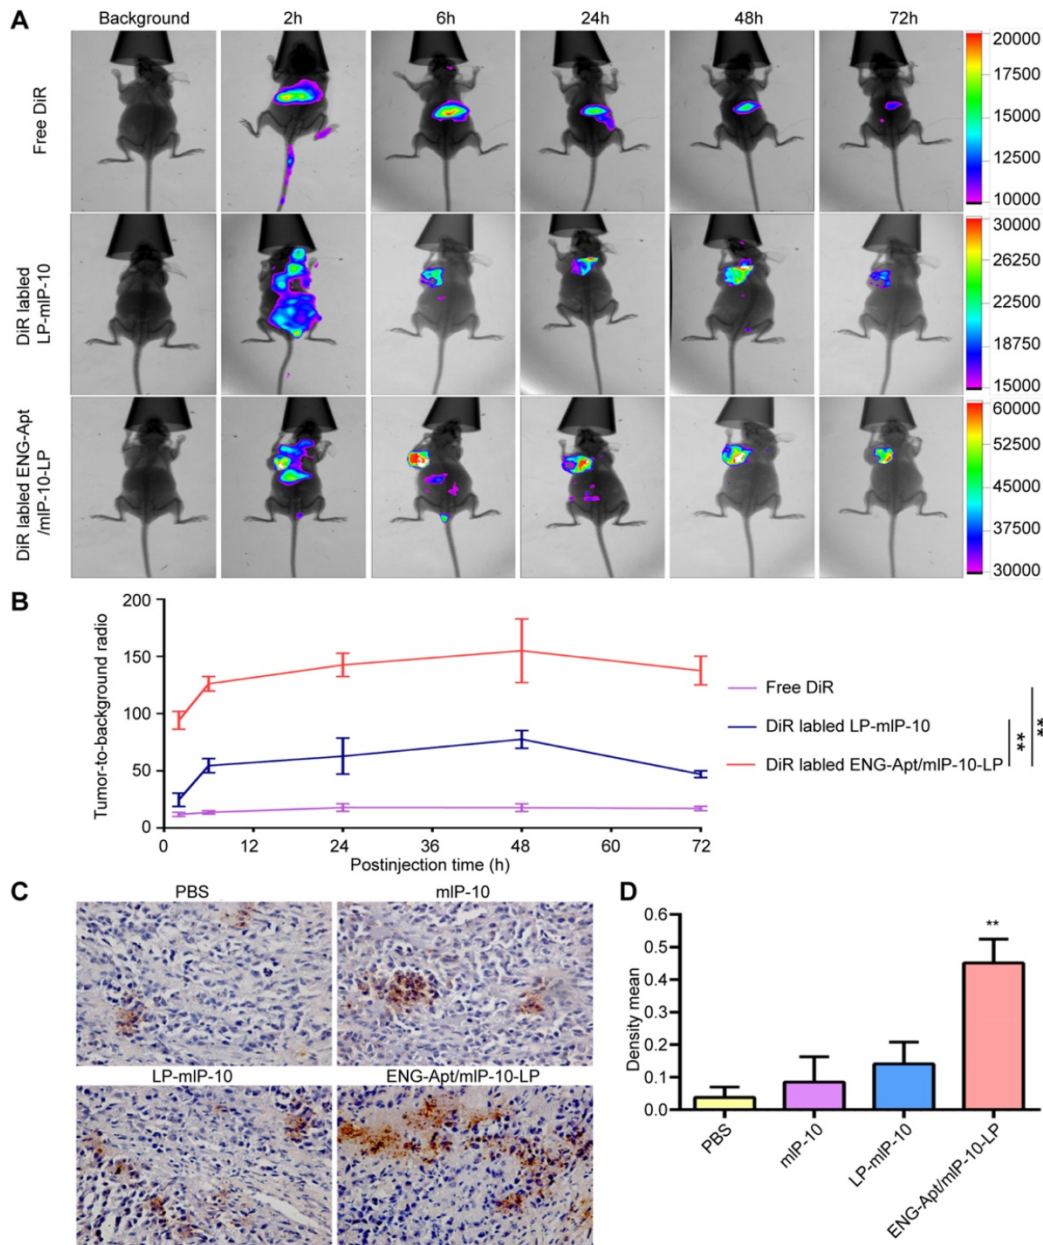 A
Background 2h 6h 24h 48h 72h
Free DiR
20000
17500
15000
12500
10000
DiR labled
LP-mIP-10
30000
26250
22500
18750
15000
DiR labled ENG-Apt
/mIP-10-LP
60000
52500
45000
37500
30000
B
Tumor-to-background radio
200
150
100
50
0
0 12 24 36 48 60 72
Postinjection time (h)
Free DiR
DiR labled LP-mIP-10
DiR labled ENG-Apt/mIP-10-LP
**
**
C
PBS mIP-10
LP-mIP-10 ENG-Apt/mIP-10-LP
D
Density mean
0.6
0.5
0.4
0.3
0.2
0.1
0.0
**
PBS
mIP-10
LP-mIP-10
ENG-Apt/mIP-10-LP